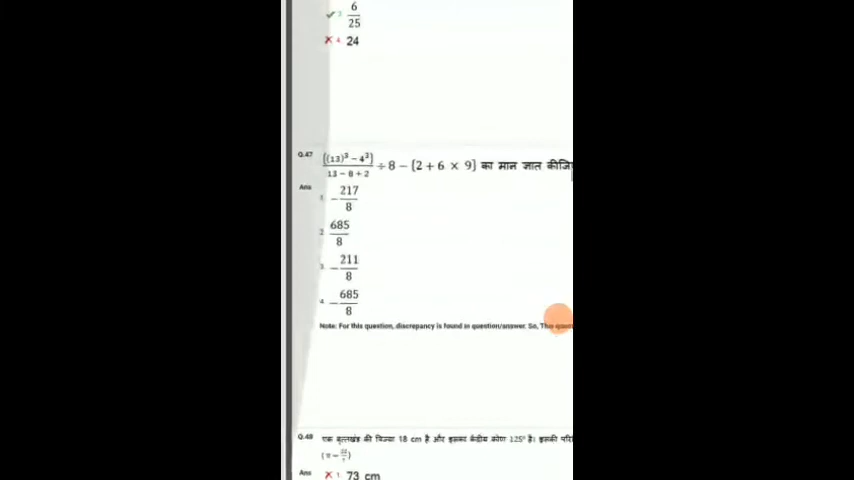 ✓ 3. 6/25
✗ 4. 24
Q.47 {(13)³ − 4³}/(13 − 8 + 2) ÷ 8 − {2 + 6 × 9} का मान ज्ञात कीजि
Ans 1. −217/8
2. 685/8
3. −211/8
4. −685/8
Note: For this question, discrepancy is found in question/answer. So, This
Q.48 एक वृत्तखंड की त्रिज्या 18 cm है और इसका केंद्रीय कोण 125° है। इसकी परि
Ans ✗ 1. 73 cm